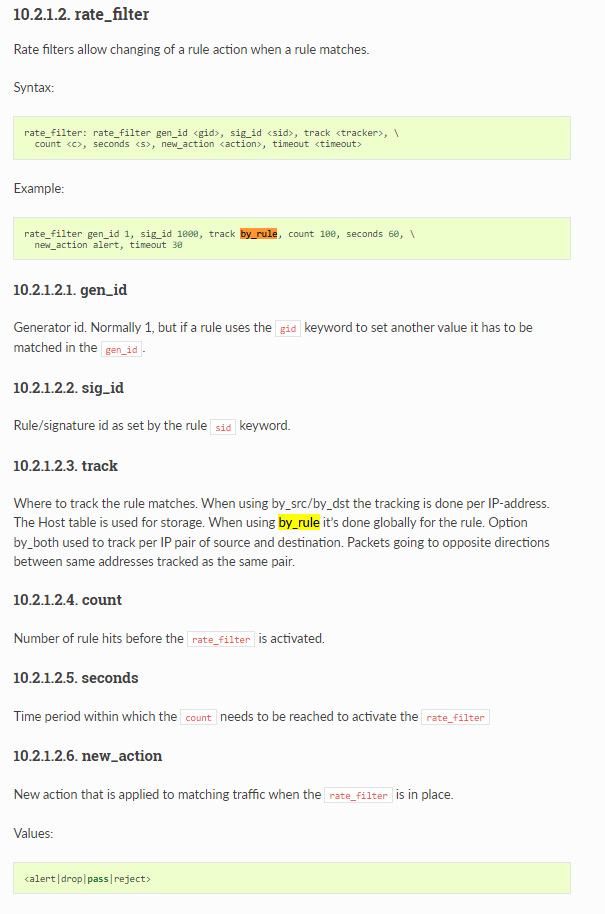 10.2.1.2. rate_filter
Rate filters allow changing of a rule action when a rule matches.
Syntax:
rate_filter: rate_filter gen_id <gid>, sig_id <sid>, track <tracker>, \
count <c>, seconds <s>, new_action <action>, timeout <timeout>
Example:
rate_filter gen_id 1, sig_id 1000, track by_rule, count 100, seconds 60, \
new_action alert, timeout 30
10.2.1.2.1. gen_id
Generator id. Normally 1, but if a rule uses the gid keyword to set another value it has to be
matched in the gen_id.
10.2.1.2.2. sig_id
Rule/signature id as set by the rule sid keyword.
10.2.1.2.3. track
Where to track the rule matches. When using by_src/by_dst the tracking is done per IP-address.
The Host table is used for storage. When using by_rule it's done globally for the rule. Option
by_both used to track per IP pair of source and destination. Packets going to opposite directions
between same addresses tracked as the same pair.
10.2.1.2.4. count
Number of rule hits before the rate_filter is activated.
10.2.1.2.5. seconds
Time period within which the count needs to be reached to activate the rate_filter
10.2.1.2.6. new_action
New action that is applied to matching traffic when the rate_filter is in place.
Values:
<alert|drop|pass|reject>